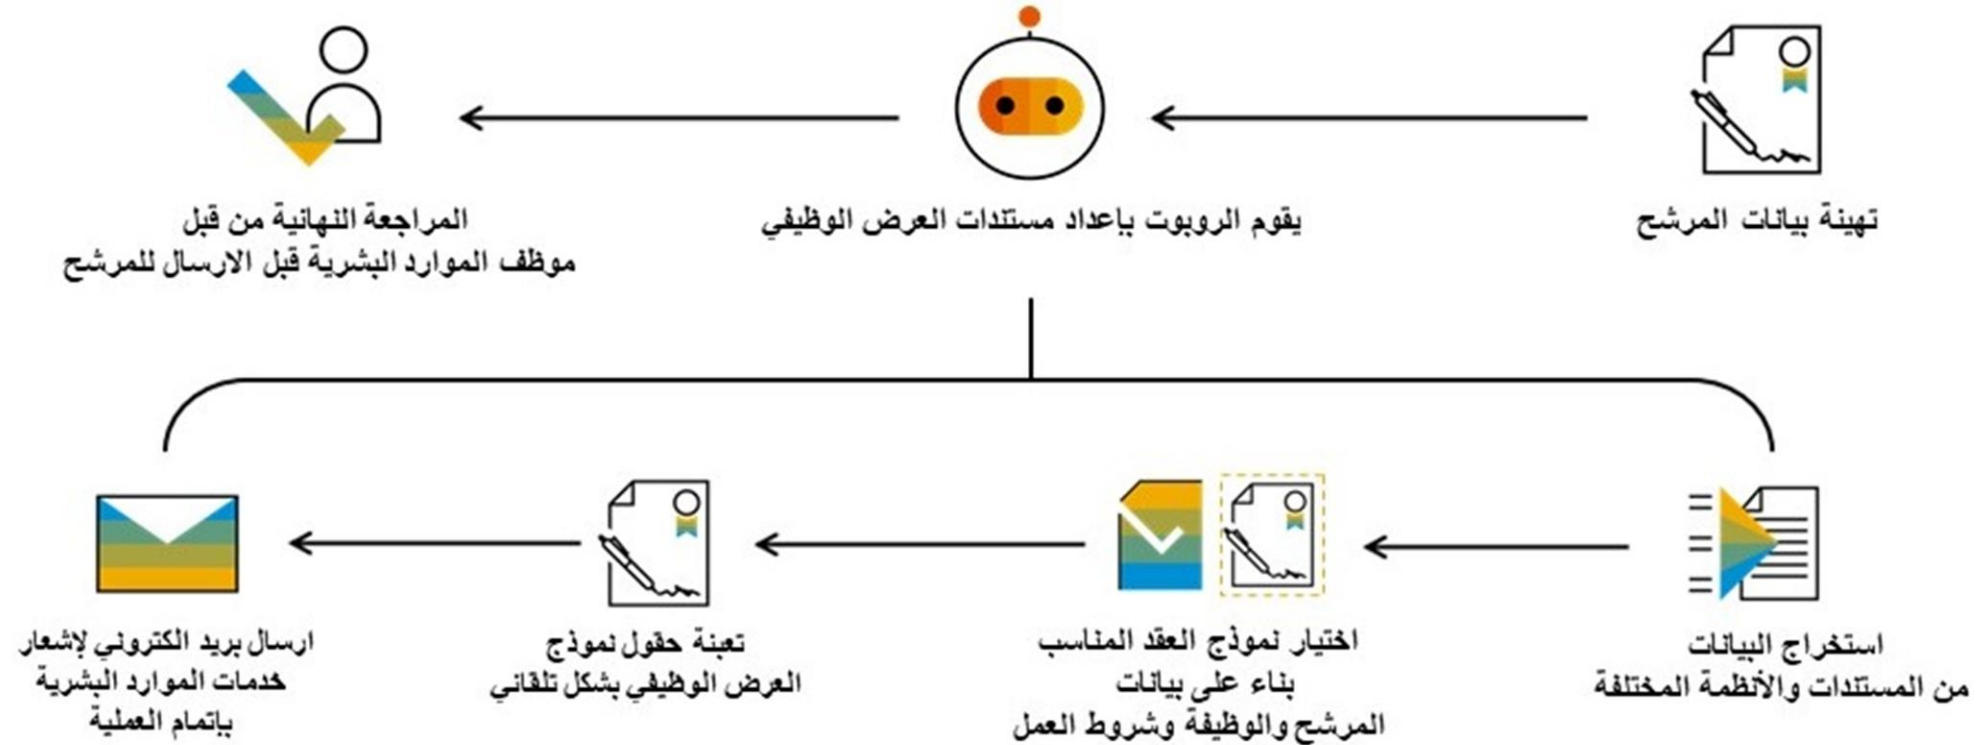 تهيئة بيانات المرشح
يقوم الروبوت بإعداد مستندات العرض الوظيفي
المراجعة النهائية من قبل
موظف الموارد البشرية قبل الارسال للمرشح
استخراج البيانات
من المستندات والأنظمة المختلفة
اختيار نموذج العقد المناسب
بناء على بيانات
المرشح والوظيفة وشروط العمل
تعبئة حقول نموذج
العرض الوظيفي بشكل تلقائي
ارسال بريد الكتروني لإشعار
خدمات الموارد البشرية
بإتمام العملية